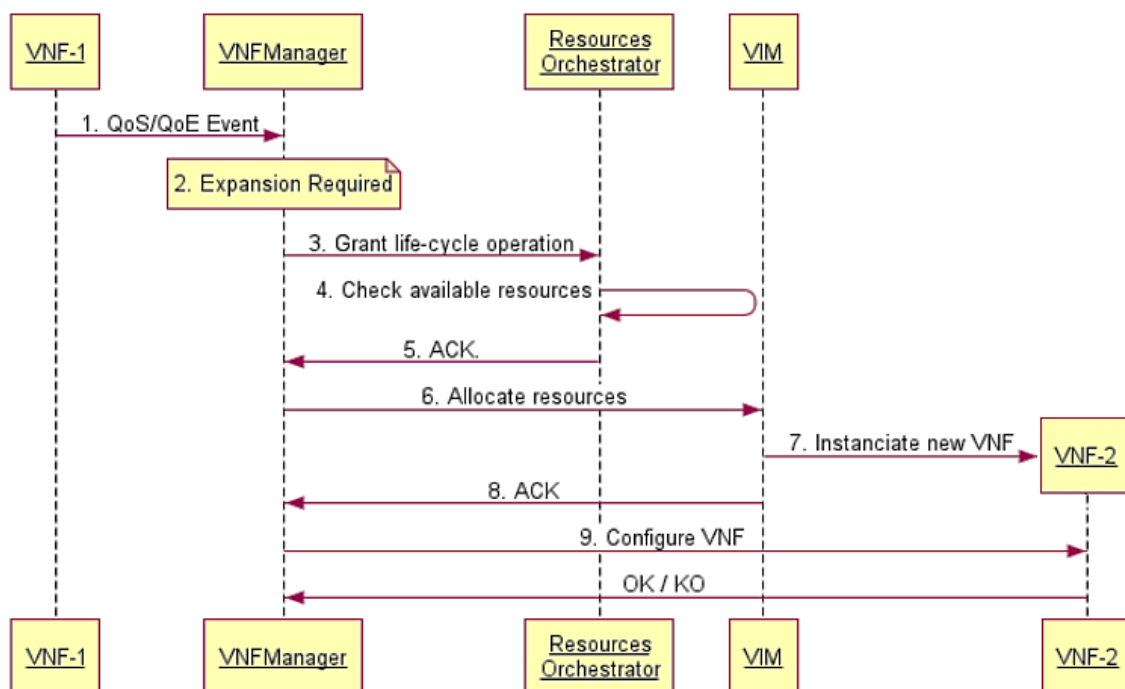 VNF-1
VNFManager
Resources
Orchestrator
VIM
1. QoS/QoE Event
2. Expansion Required
3. Grant life-cycle operation
4. Check available resources
5. ACK.
6. Allocate resources
7. Instanciate new VNF
VNF-2
8. ACK
9. Configure VNF
OK / KO
VNF-1
VNFManager
Resources
Orchestrator
VIM
VNF-2